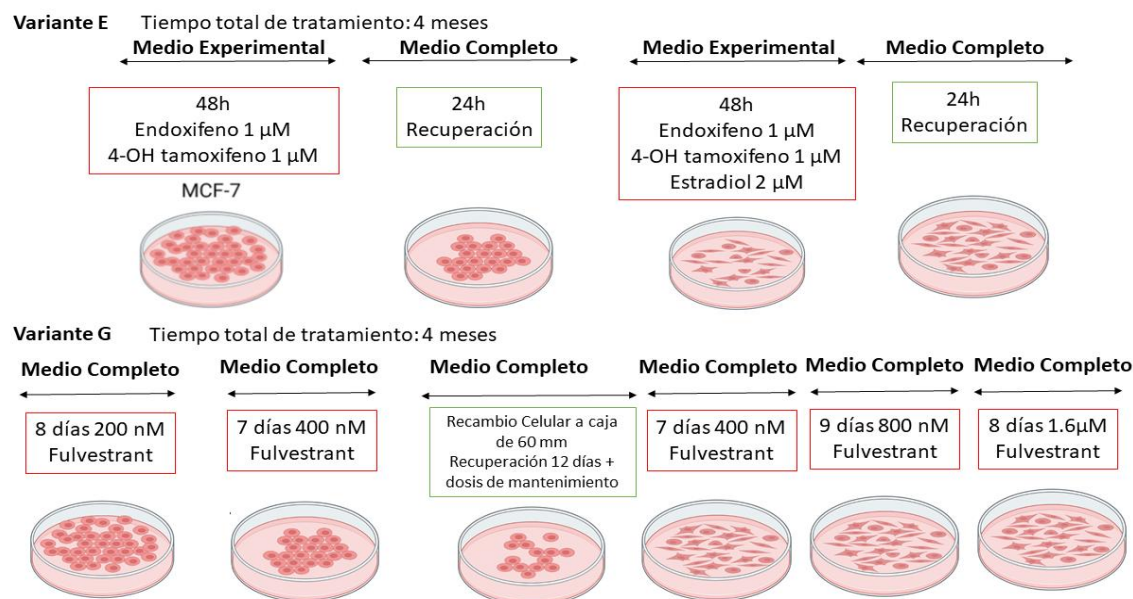 Variante E Tiempo total de tratamiento: 4 meses
Medio Experimental
48h
Endoxifeno 1 µM
4-OH tamoxifeno 1 µM
MCF-7
Medio Completo
24h
Recuperación
Medio Experimental
48h
Endoxifeno 1 µM
4-OH tamoxifeno 1 µM
Estradiol 2 µM
Medio Completo
24h
Recuperación
Variante G Tiempo total de tratamiento: 4 meses
Medio Completo
8 días 200 nM
Fulvestrant
Medio Completo
7 días 400 nM
Fulvestrant
Medio Completo
Recambio Celular a caja
de 60 mm
Recuperación 12 días +
dosis de mantenimiento
Medio Completo
7 días 400 nM
Fulvestrant
Medio Completo
9 días 800 nM
Fulvestrant
Medio Completo
8 días 1.6µM
Fulvestrant